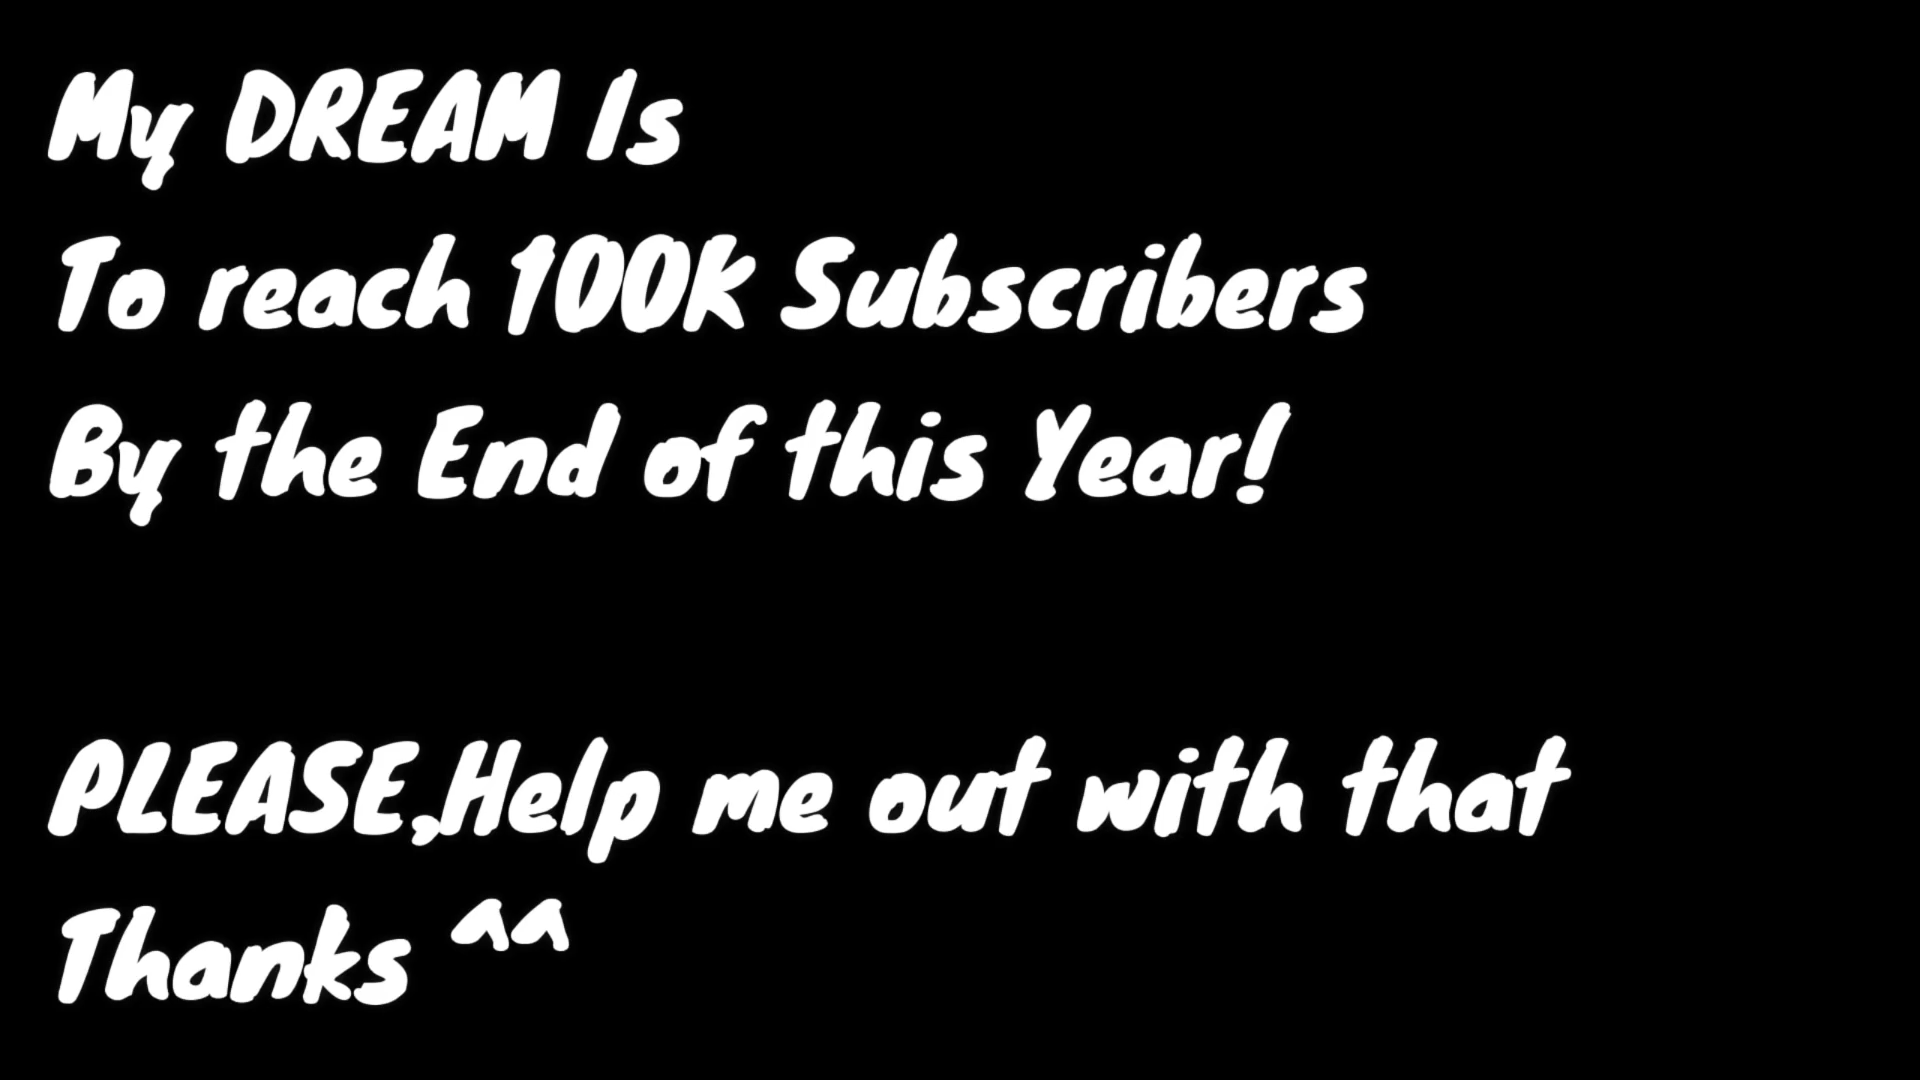 My DREAM Is
To reach 100K Subscribers
By the End of this Year!
PLEASE,Help me out with that
Thanks ^^